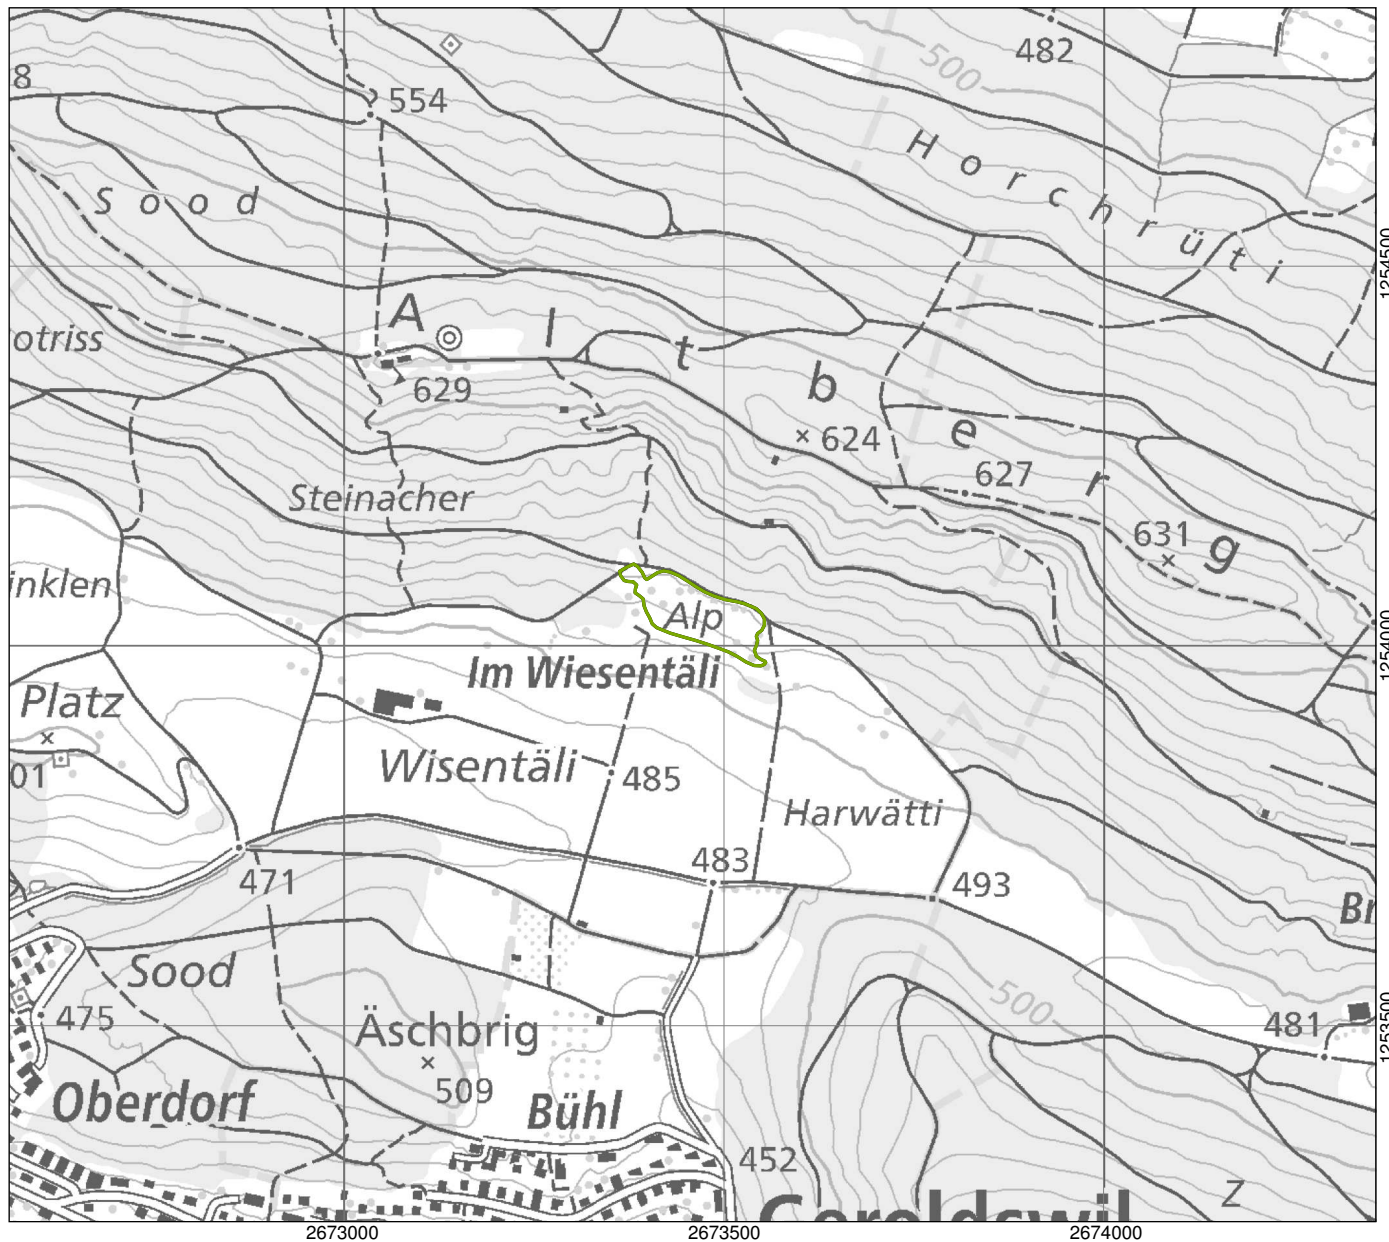 482
500
8
554
Horchrüti
Sood
1254500
Altberg
otriss
629
624
627
Steinacher
631
inklen
Alp
1254000
Im Wiesentäli
Platz
01
Wisentäli
485
Harwätti
483
471
493
Br
Sood
500
475
Äschbrig
481
1253500
509
Oberdorf
Bühl
452
Z
Geroldswil
2673000
2673500
2674000